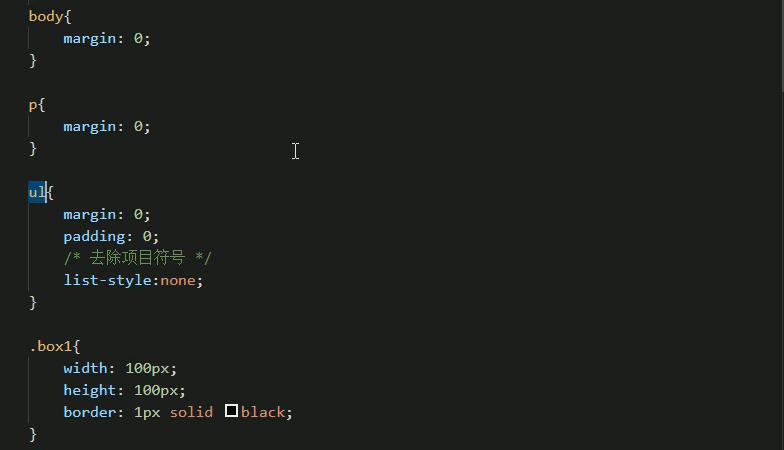 body{
    margin: 0;
}
p{
    margin: 0;
}
ul{
    margin: 0;
    padding: 0;
    /* 去除项目符号 */
    list-style:none;
}
.box1{
    width: 100px;
    height: 100px;
    border: 1px solid black;
}